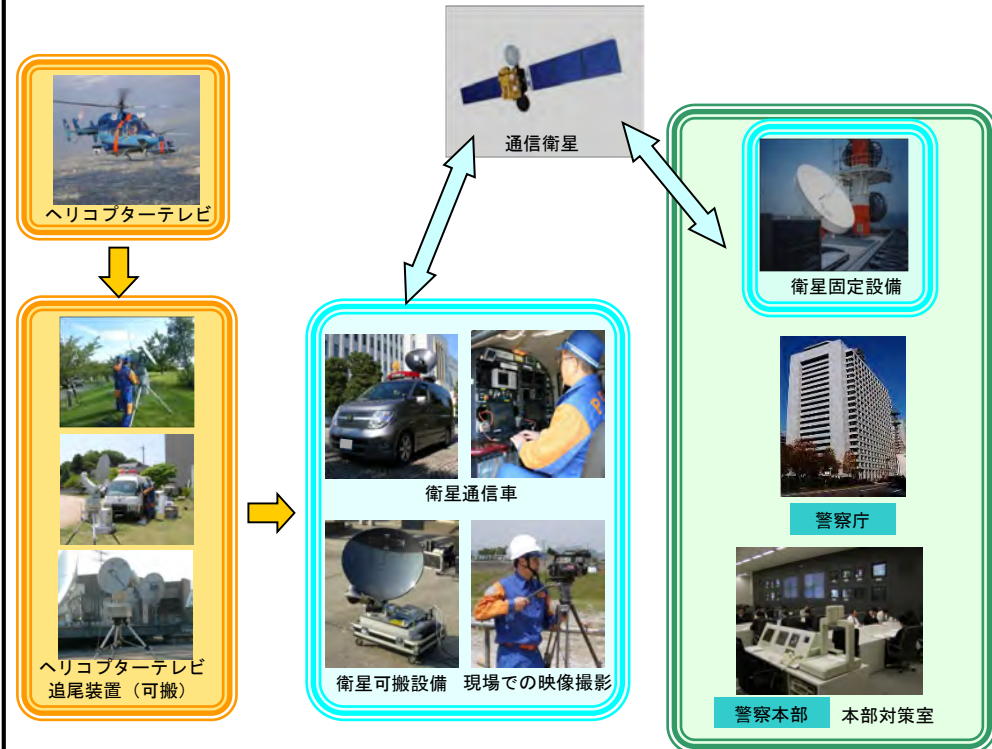 通信衛星
ヘリコプターテレビ
衛星固定設備
衛星通信車
警察庁
ヘリコプターテレビ
追尾装置（可搬）
衛星可搬設備
現場での映像撮影
警察本部
本部対策室